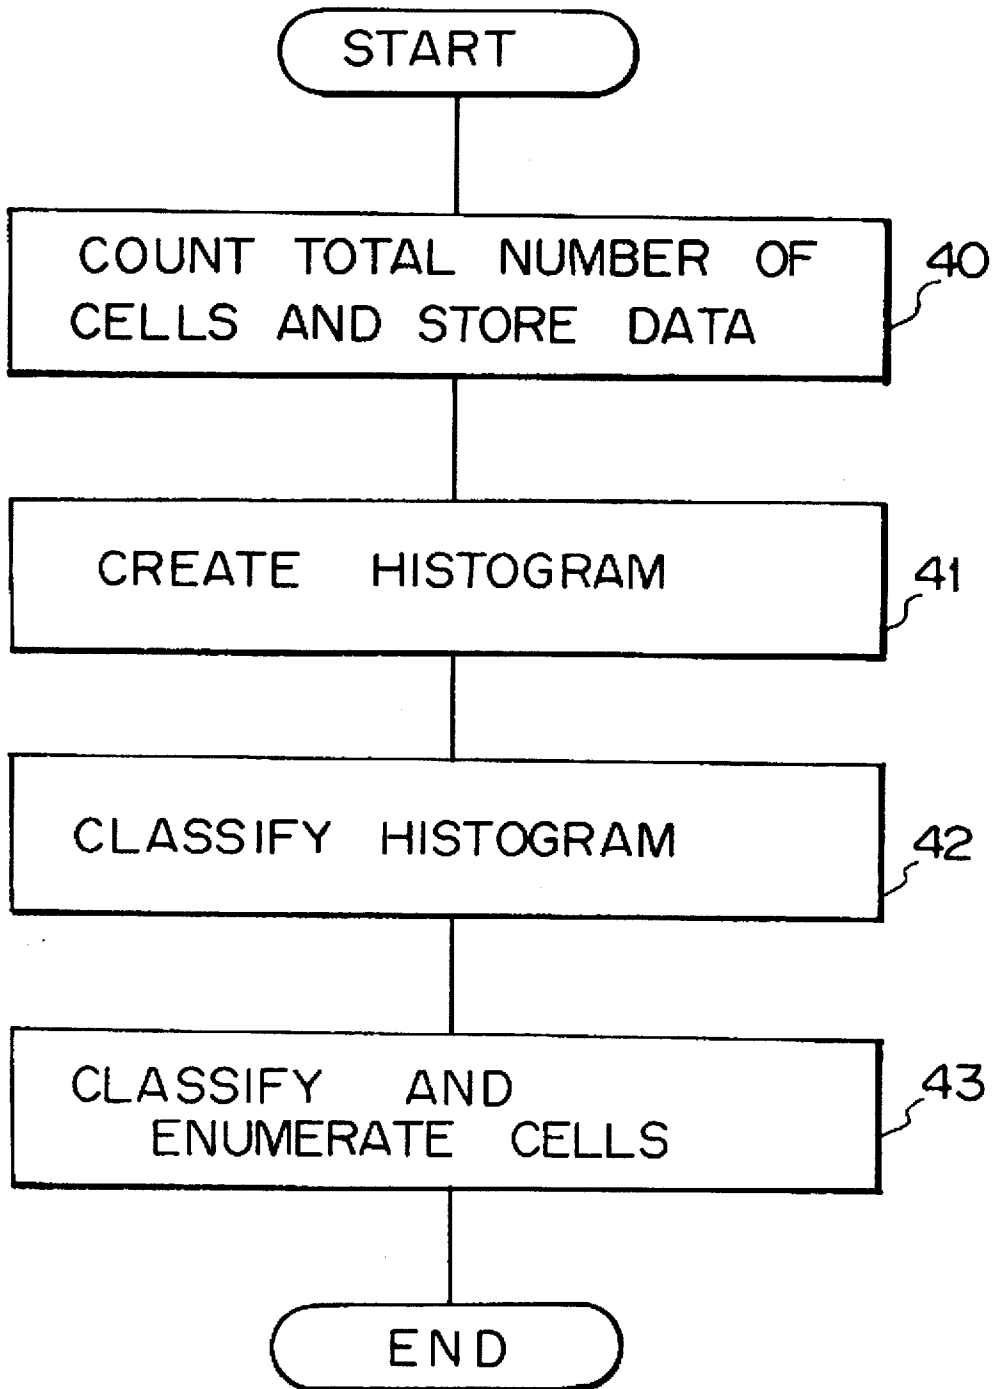 START
COUNT TOTAL NUMBER OF
CELLS AND STORE DATA
40
CREATE HISTOGRAM
41
CLASSIFY HISTOGRAM
42
CLASSIFY AND
ENUMERATE CELLS
43
END